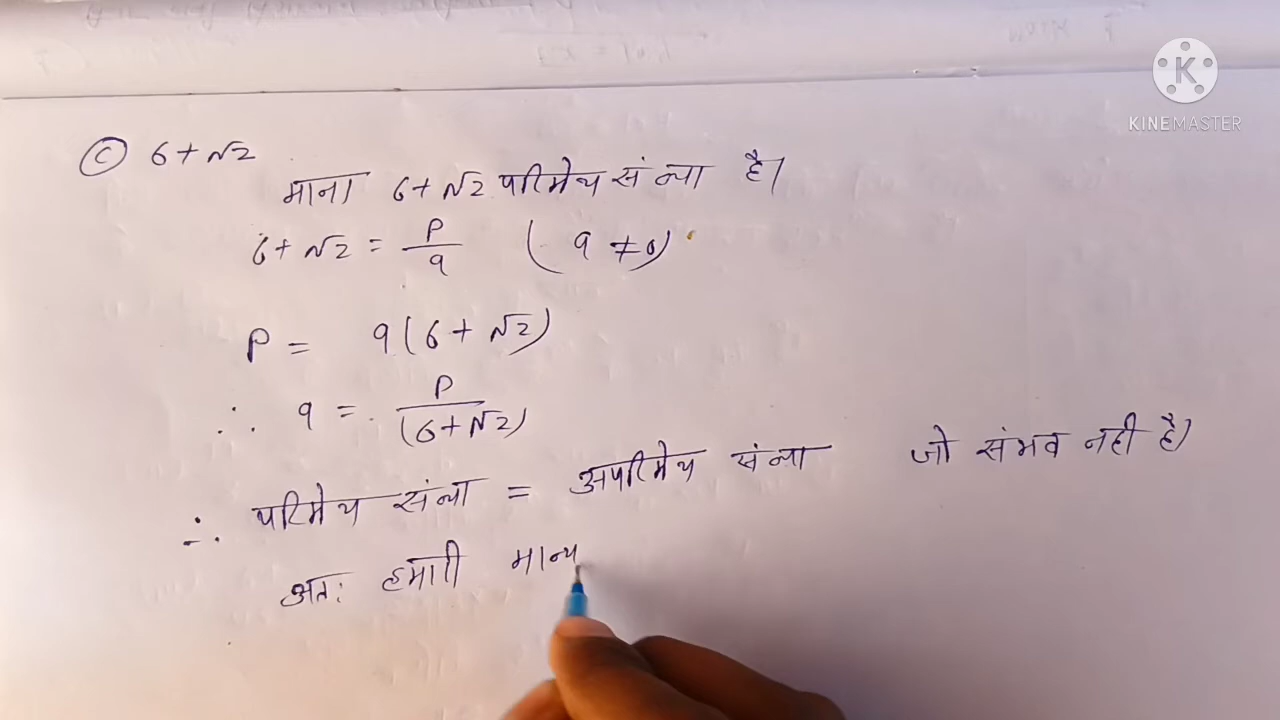 KINEMASTER
(c) 6+√2
माना 6+√2 परिमेय संख्या है।
6+√2 = p/q ( q ≠ 0)
P = q(6+√2)
∴ q = P/(6+√2)
∴ परिमेय संख्या = अपरिमेय संख्या जो संभव नही है।
अतः हमारी मान्य